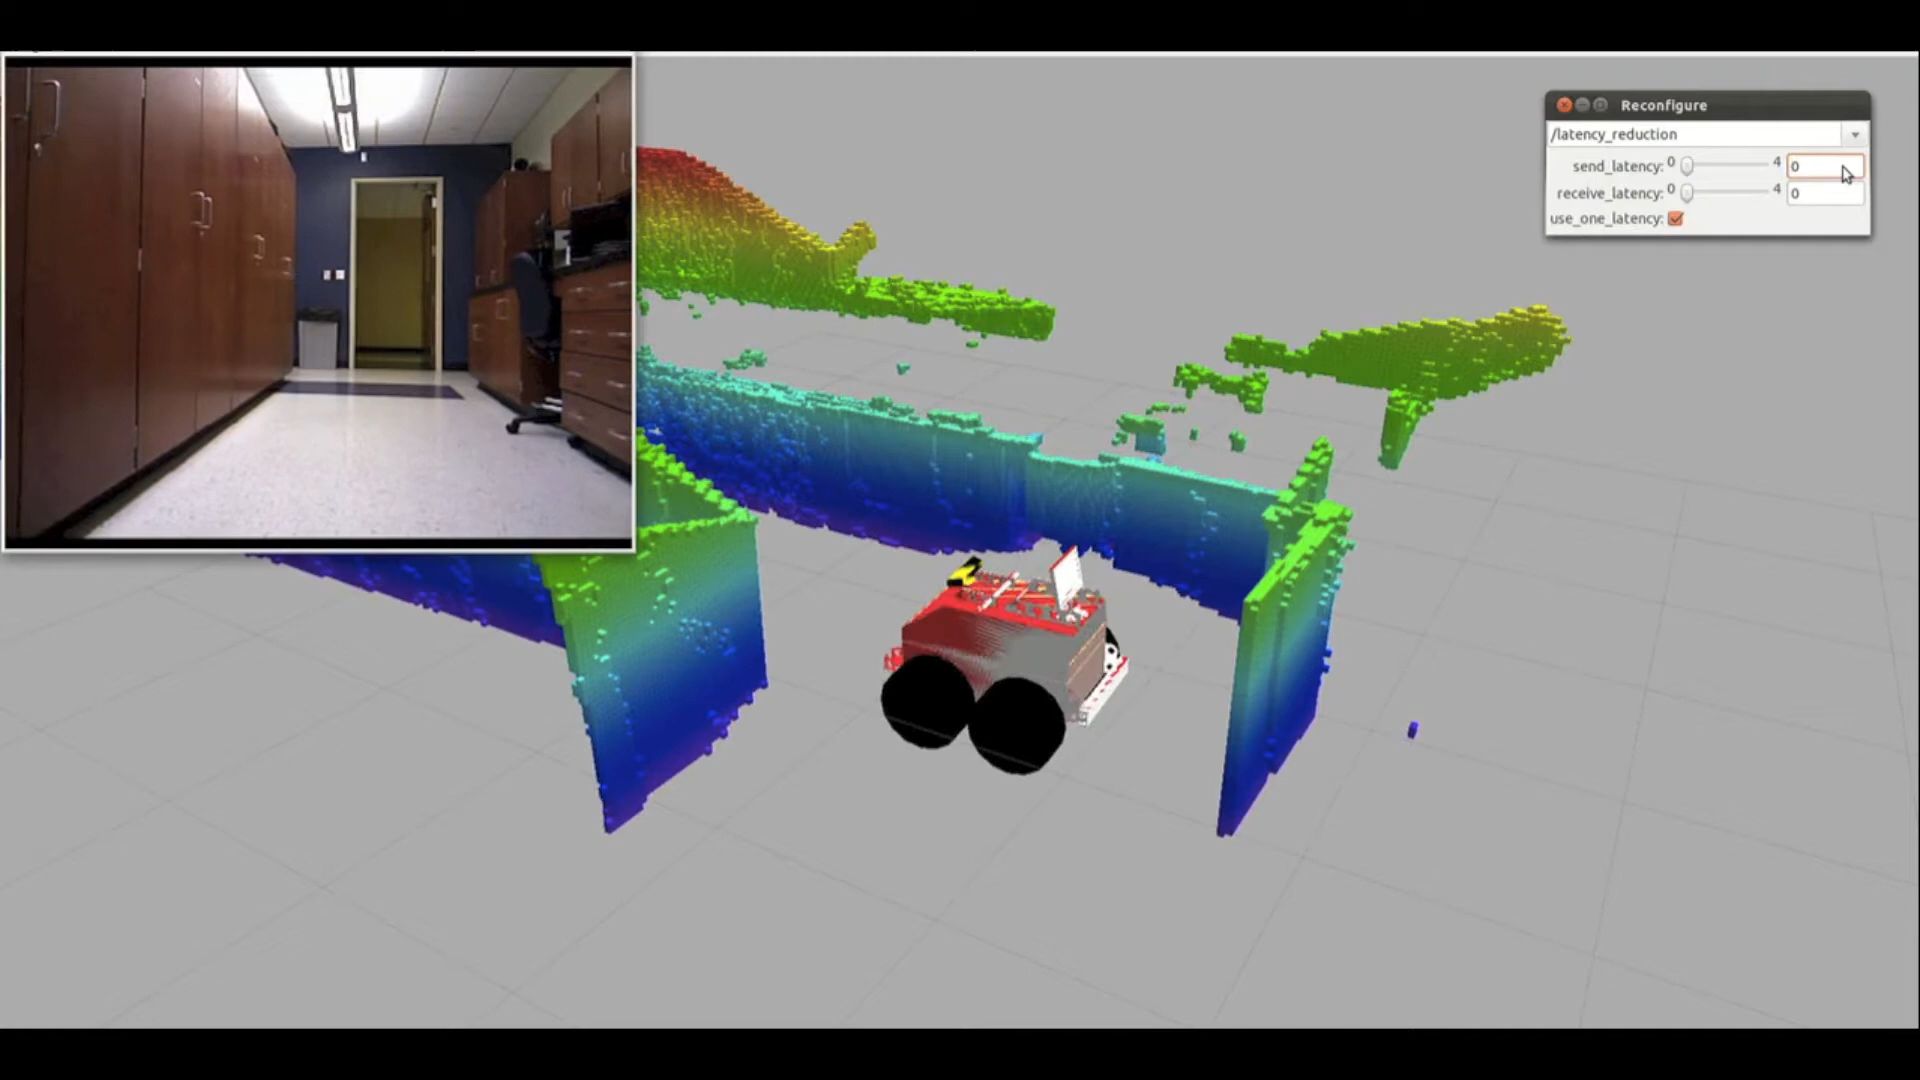 Reconfigure
/latency_reduction
send_latency: 0 4 0
receive_latency: 0 4 0
use_one_latency: